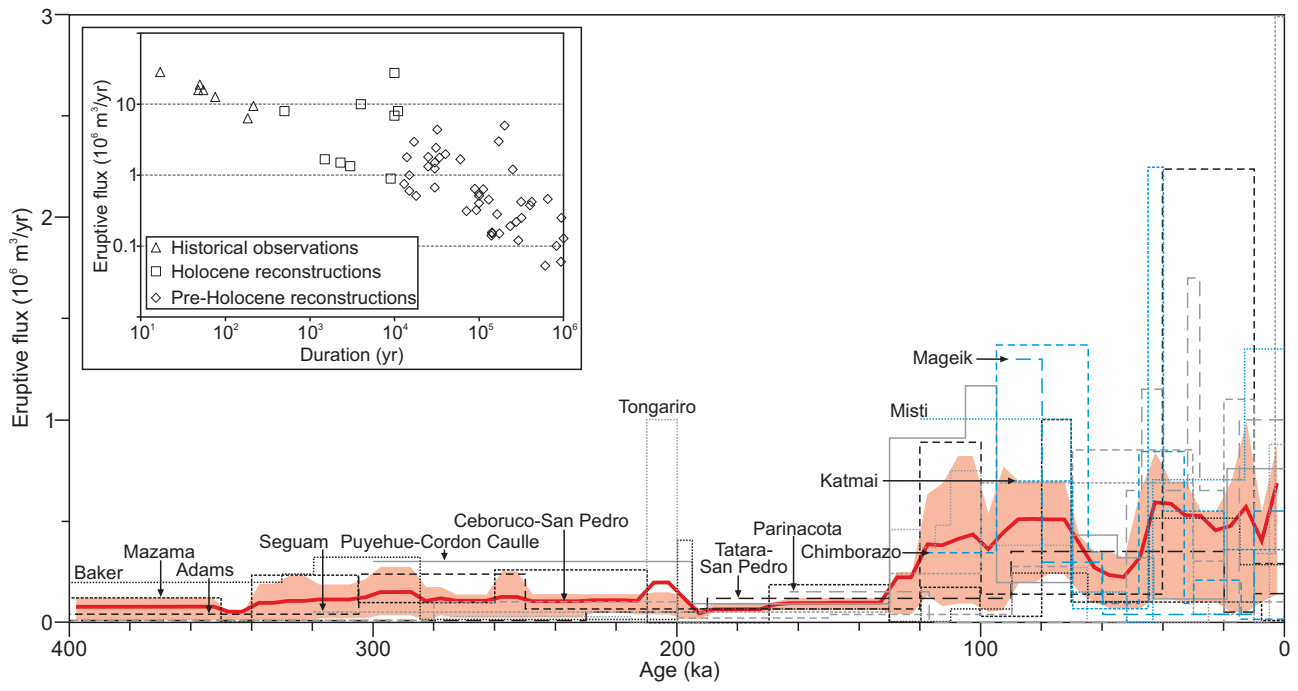 3
2
1
0
Eruptive flux (10⁶ m³/yr)
400
300
200
100
0
Age (ka)
10
1
0.1
Eruptive flux (10⁶ m³/yr)
Historical observations
Holocene reconstructions
Pre-Holocene reconstructions
10¹
10²
10³
10⁴
10⁵
10⁶
Duration (yr)
Tongariro
Mageik
Misti
Katmai
Chimborazo
Parinacota
Tatara-
San Pedro
Ceboruco-San Pedro
Puyehue-Cordon Caulle
Seguam
Mazama
Adams
Baker